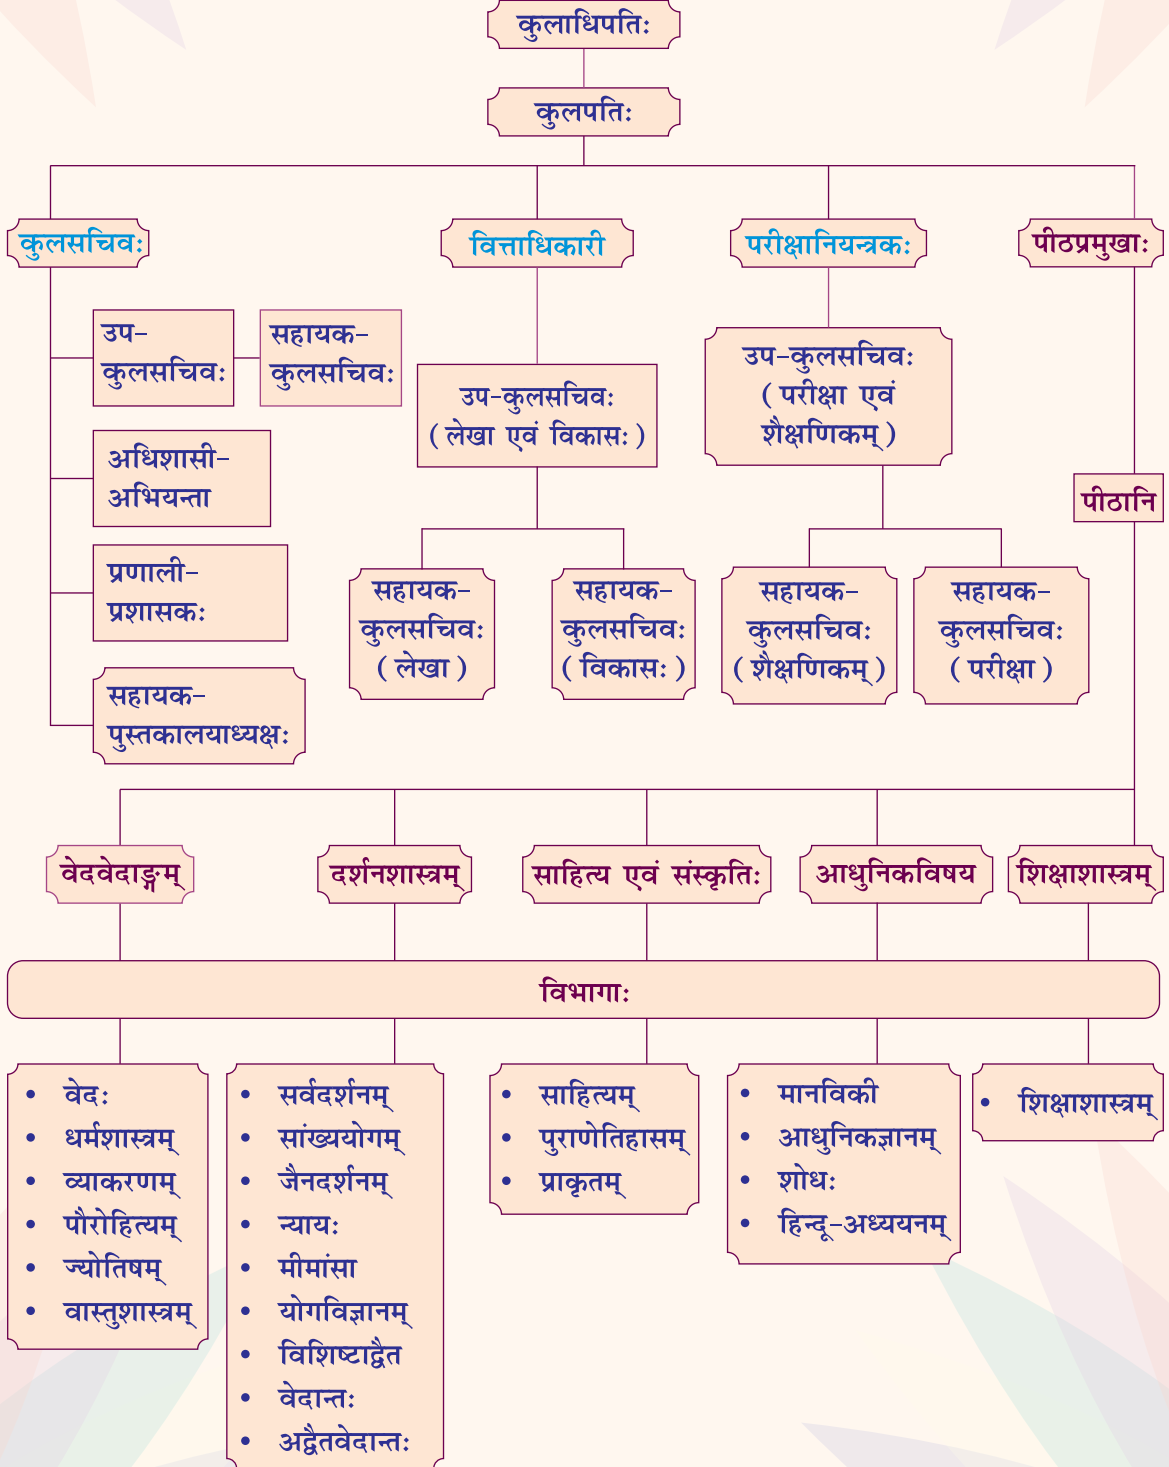 कुलाधिपतिः
कुलपतिः
कुलसचिवः
वित्ताधिकारी
परीक्षानियन्त्रकः
पीठप्रमुखाः
उप-
कुलसचिवः
सहायक-
कुलसचिवः
अधिशासी-
अभियन्ता
प्रणाली-
प्रशासकः
सहायक-
पुस्तकालयाध्यक्षः
उप-कुलसचिवः
(लेखा एवं विकासः)
सहायक-
कुलसचिवः
(लेखा)
सहायक-
कुलसचिवः
(विकासः)
उप-कुलसचिवः
(परीक्षा एवं
शैक्षणिकम्)
सहायक-
कुलसचिवः
(शैक्षणिकम्)
सहायक-
कुलसचिवः
(परीक्षा)
पीठानि
वेदवेदाङ्गम्
दर्शनशास्त्रम्
साहित्य एवं संस्कृतिः
आधुनिकविषय
शिक्षाशास्त्रम्
विभागाः
• वेदः
• धर्मशास्त्रम्
• व्याकरणम्
• पौरोहित्यम्
• ज्योतिषम्
• वास्तुशास्त्रम्
• सर्वदर्शनम्
• सांख्ययोगम्
• जैनदर्शनम्
• न्यायः
• मीमांसा
• योगविज्ञानम्
• विशिष्टाद्वैत
• वेदान्तः
• अद्वैतवेदान्तः
• साहित्यम्
• पुराणेतिहासम्
• प्राकृतम्
• मानविकी
• आधुनिकज्ञानम्
• शोधः
• हिन्दू-अध्ययनम्
• शिक्षाशास्त्रम्